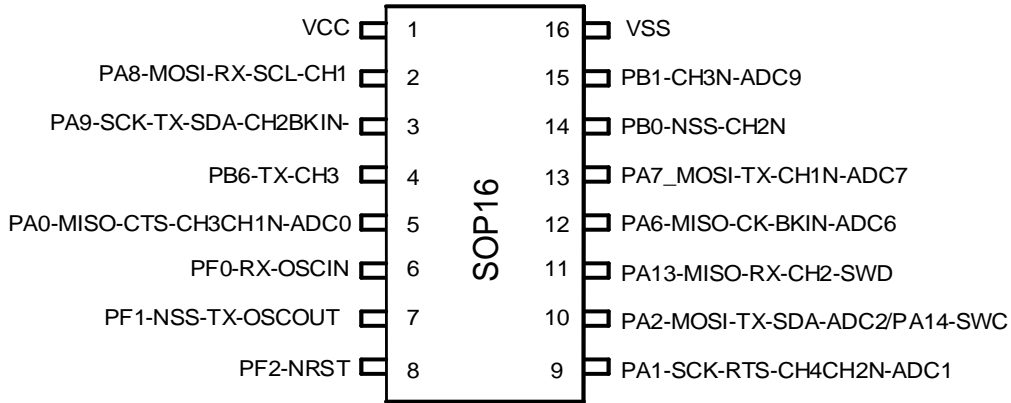 VCC 1 16 VSS
PA8-MOSI-RX-SCL-CH1 2 15 PB1-CH3N-ADC9
PA9-SCK-TX-SDA-CH2BKIN- 3 14 PB0-NSS-CH2N
PB6-TX-CH3 4 13 PA7_MOSI-TX-CH1N-ADC7
PA0-MISO-CTS-CH3CH1N-ADC0 5 12 PA6-MISO-CK-BKIN-ADC6
PF0-RX-OSCIN 6 11 PA13-MISO-RX-CH2-SWD
PF1-NSS-TX-OSCOUT 7 10 PA2-MOSI-TX-SDA-ADC2/PA14-SWC
PF2-NRST 8 9 PA1-SCK-RTS-CH4CH2N-ADC1
SOP16